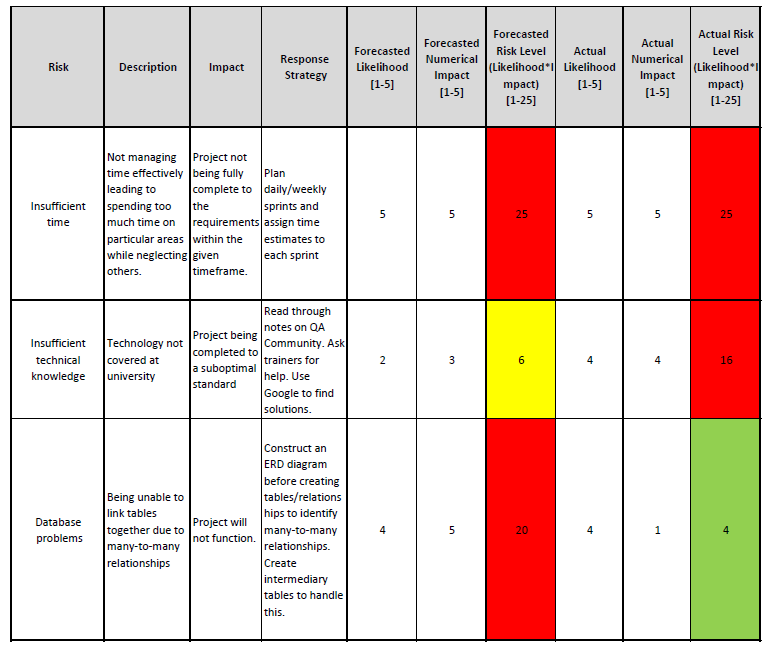 Risk
Description
Impact
Response
Strategy
Forecasted
Likelihood
[1-5]
Forecasted
Numerical
Impact
[1-5]
Forecasted
Risk Level
(Likelihood*I
mpact)
[1-25]
Actual
Likelihood
[1-5]
Actual
Numerical
Impact
[1-5]
Actual Risk
Level
(Likelihood*I
mpact)
[1-25]
Insufficient
time
Not managing
time effectively
leading to
spending too
much time on
particular areas
while neglecting
others.
Project not
being fully
complete to
the
requirements
within the
given
timeframe.
Plan
daily/weekly
sprints and
assign time
estimates to
each sprint
5
5
25
5
5
25
Insufficient
technical
knowledge
Technology not
covered at
university
Project being
completed to
a suboptimal
standard
Read through
notes on QA
Community. Ask
trainers for
help. Use
Google to find
solutions.
2
3
6
4
4
16
Database
problems
Being unable to
link tables
together due to
many-to-many
relationships
Project will
not function.
Construct an
ERD diagram
before creating
tables/relations
hips to identify
many-to-many
relationships.
Create
intermediary
tables to handle
this.
4
5
20
4
1
4